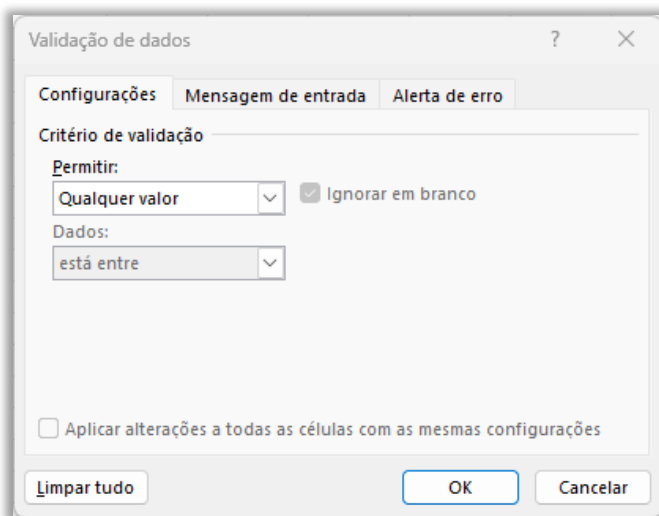 Validação de dados ?
Configurações Mensagem de entrada Alerta de erro
Critério de validação
Permitir:
Qualquer valor Ignorar em branco
Dados:
está entre
Aplicar alterações a todas as células com as mesmas configurações
Limpar tudo OK Cancelar